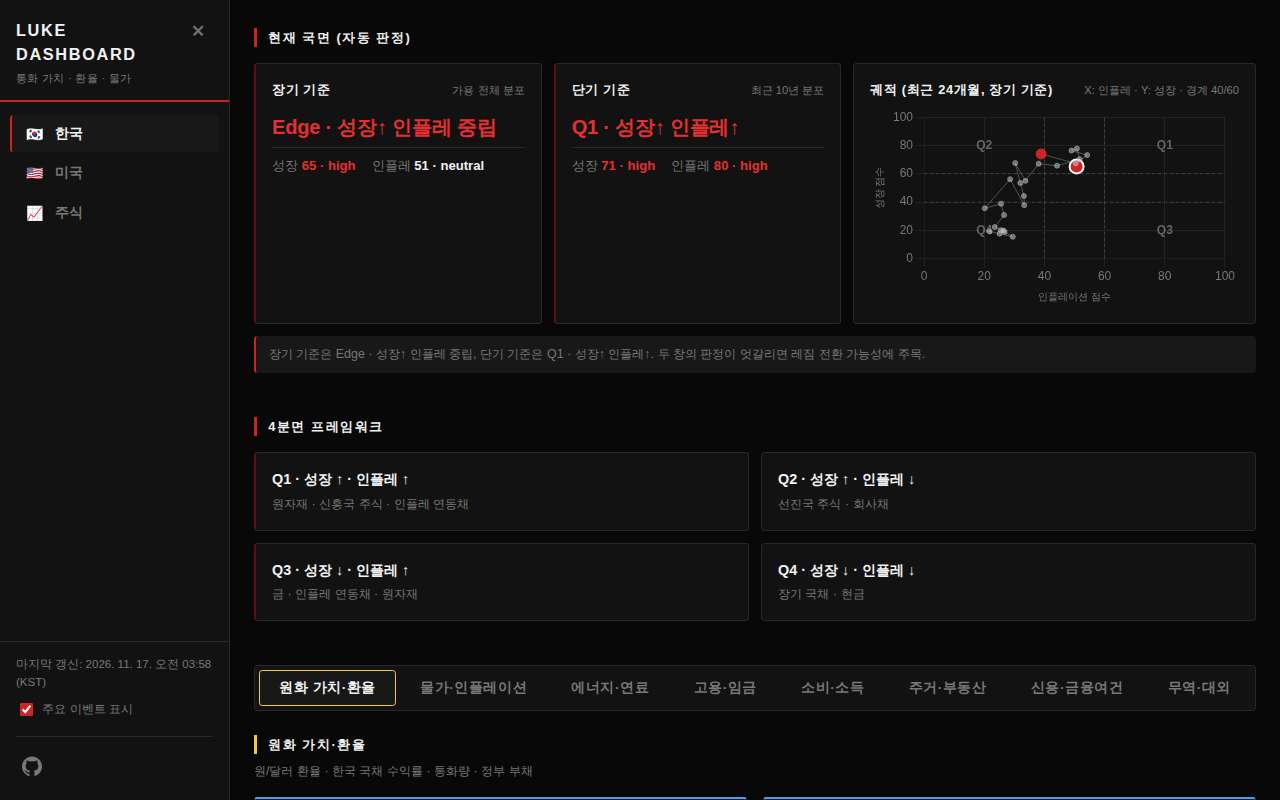 LUKE
DASHBOARD
✕
통화 가치 · 환율 · 물가
🇰🇷 한국
🇺🇸 미국
📈 주식
마지막 갱신: 2026. 11. 17. 오전 03:58
(KST)
주요 이벤트 표시
현재 국면 (자동 판정)
장기 기준
가용 전체 분포
Edge · 성장↑ 인플레 중립
성장 65 · high 인플레 51 · neutral
단기 기준
최근 10년 분포
Q1 · 성장↑ 인플레↑
성장 71 · high 인플레 80 · high
궤적 (최근 24개월, 장기 기준)
X: 인플레 · Y: 성장 · 경계 40/60
성장 점수
100
80
60
40
20
0
Q2
Q1
Q3
0 20 40 60 80 100
인플레이션 점수
장기 기준은 Edge · 성장↑ 인플레 중립, 단기 기준은 Q1 · 성장↑ 인플레↑. 두 창의 판정이 엇갈리면 레짐 전환 가능성에 주목.
4분면 프레임워크
Q1 · 성장 ↑ · 인플레 ↑
원자재 · 신흥국 주식 · 인플레 연동채
Q2 · 성장 ↑ · 인플레 ↓
선진국 주식 · 회사채
Q3 · 성장 ↓ · 인플레 ↑
금 · 인플레 연동채 · 원자재
Q4 · 성장 ↓ · 인플레 ↓
장기 국채 · 현금
원화 가치·환율 물가·인플레이션 에너지·연료 고용·임금 소비·소득 주거·부동산 신용·금융여건 무역·대외
원화 가치·환율
원/달러 환율 · 한국 국채 수익률 · 통화량 · 정부 부채